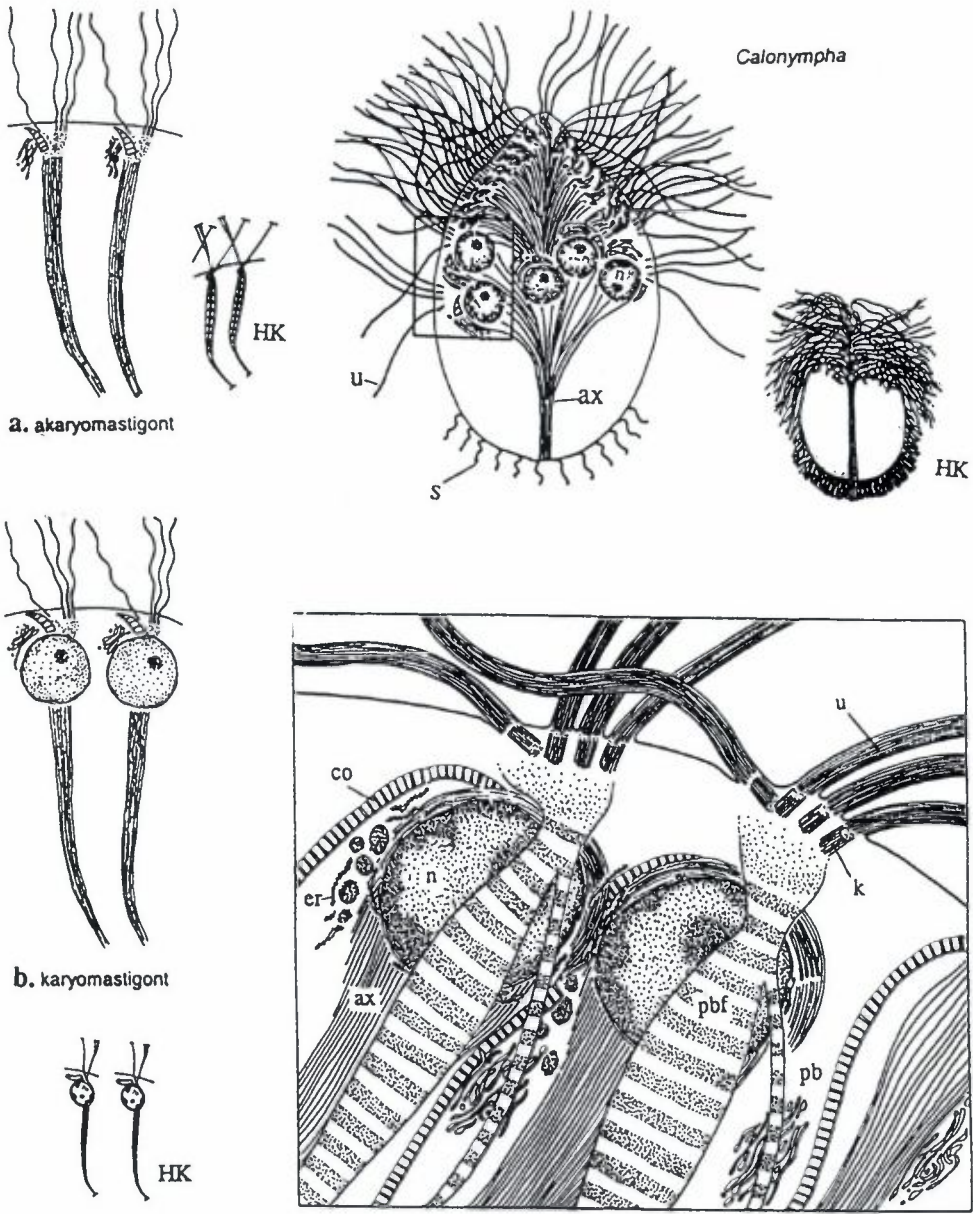 Calonympha
HK
n
u
ax
a. akaryomastigont
s
HK
u
co
n
er
k
ax
pbf
pb
b. karyomastigont
HK